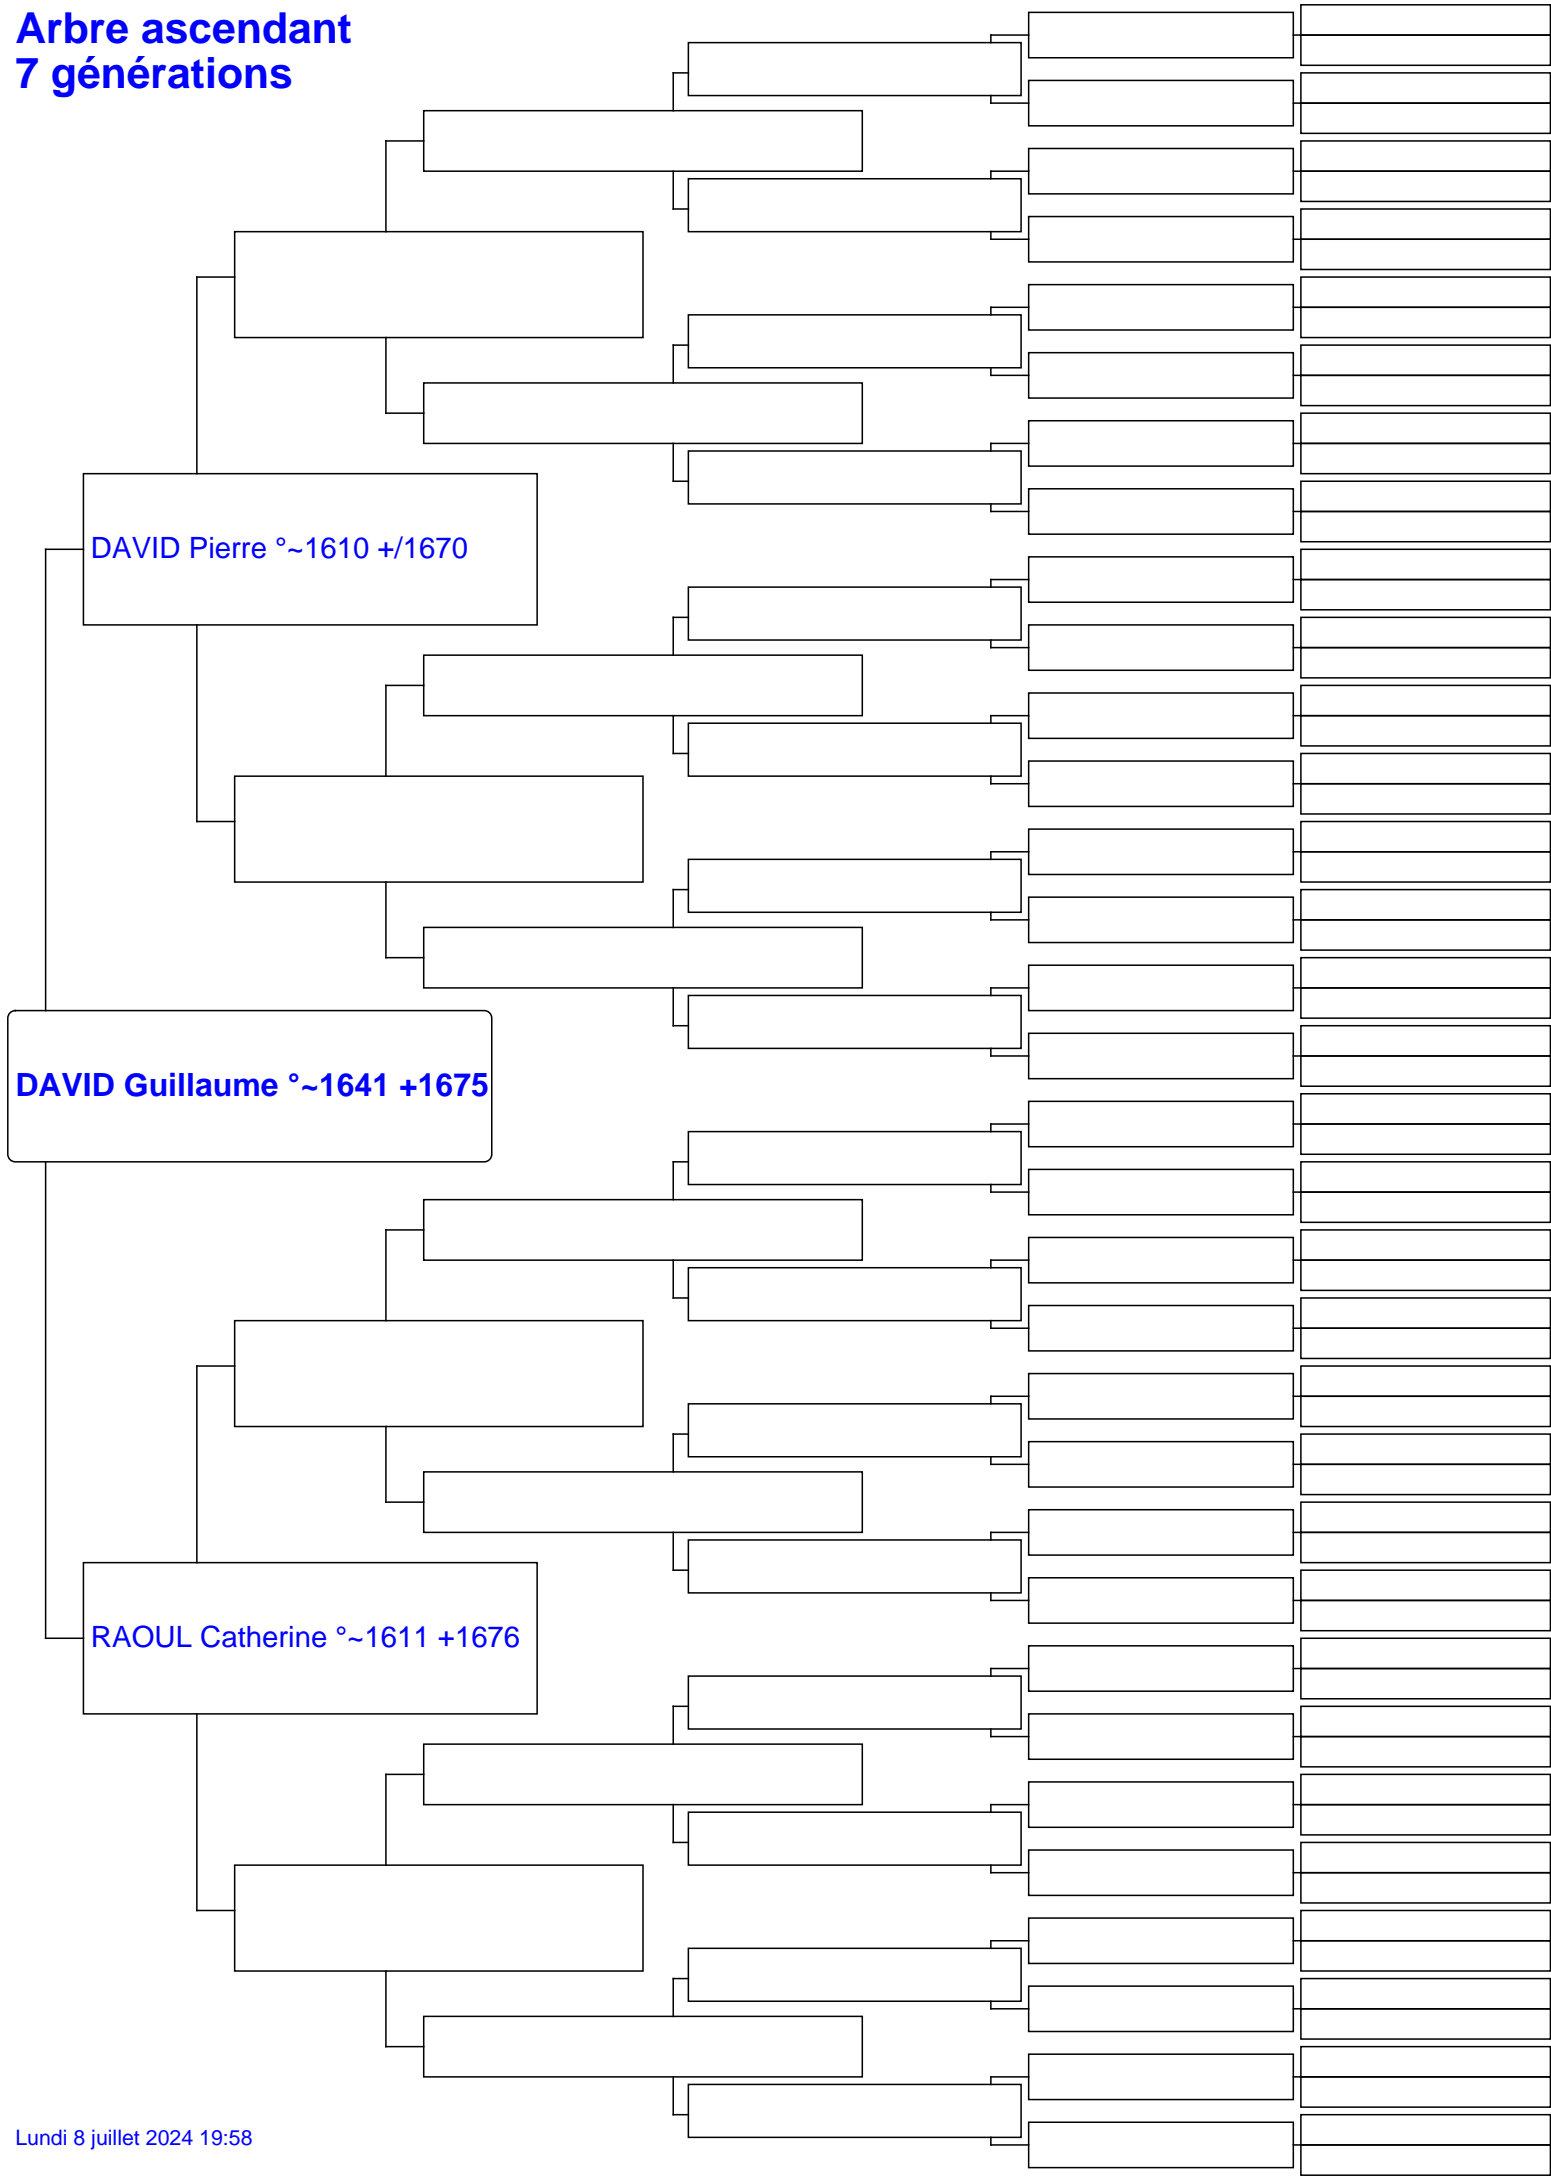 Arbre ascendant
7 générations
DAVID Pierre °~1610 +/1670
DAVID Guillaume °~1641 +1675
RAOUL Catherine °~1611 +1676
Lundi 8 juillet 2024 19:58